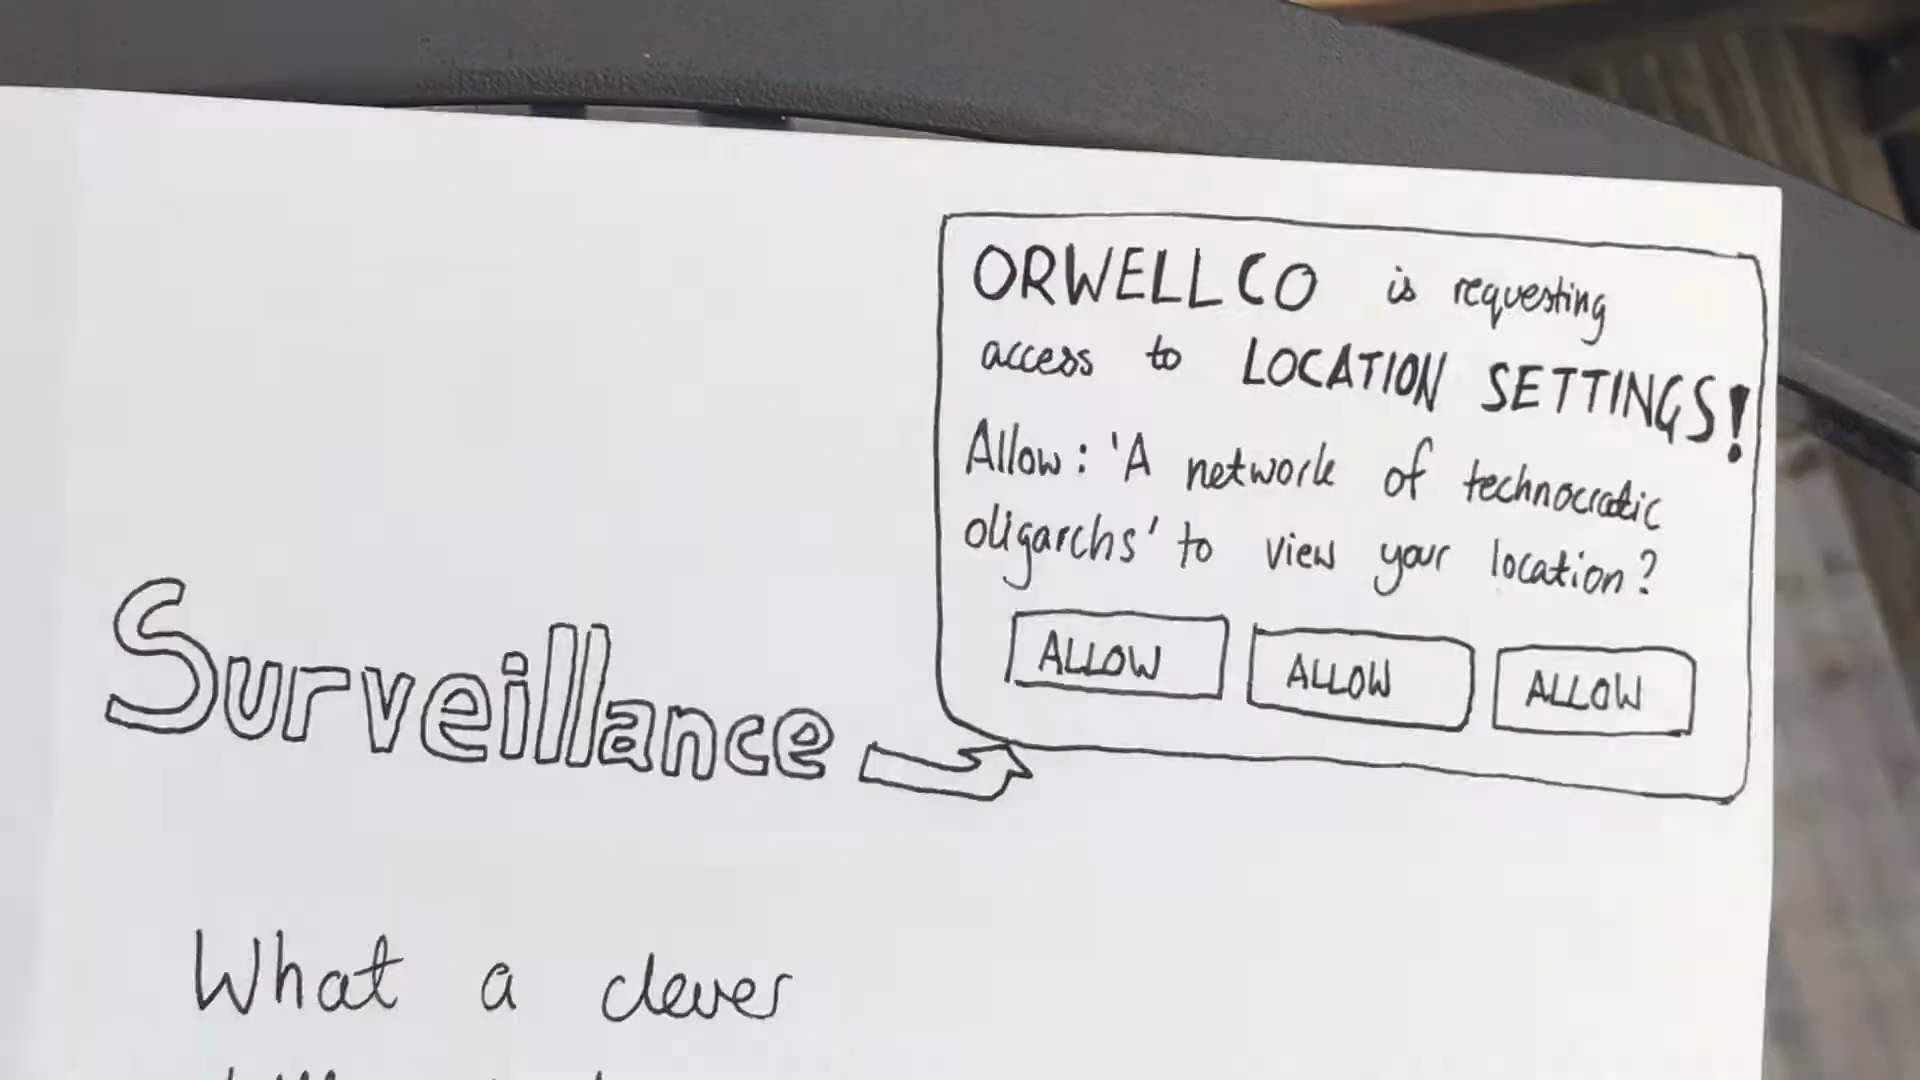 ORWELLCO is requesting
access to LOCATION SETTINGS!
Allow: 'A network of technocratic
oligarchs' to view your location?
ALLOW ALLOW ALLOW
Surveillance
What a clever